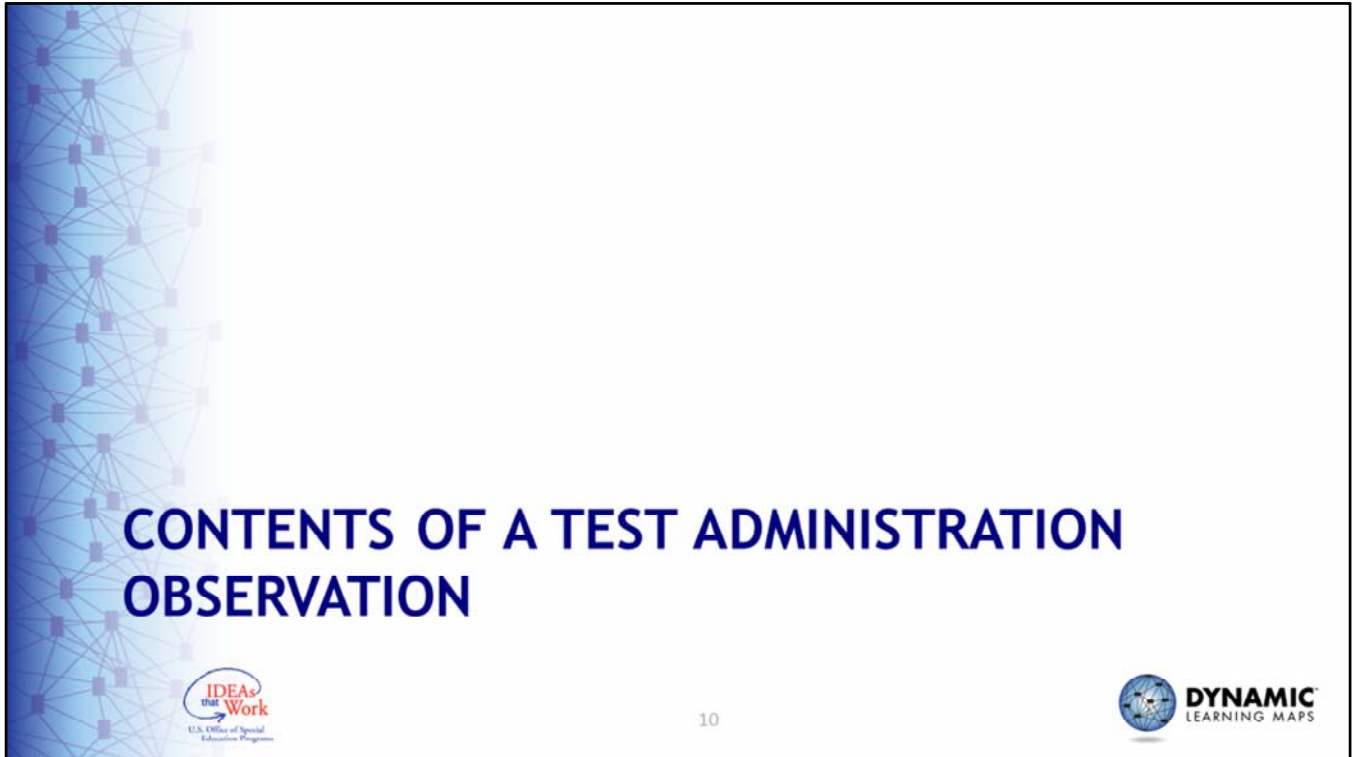 CONTENTS OF A TEST ADMINISTRATION
OBSERVATION
IDEAs
that Work
U.S. Office of Special
Education Programs
10
DYNAMIC
LEARNING MAPS